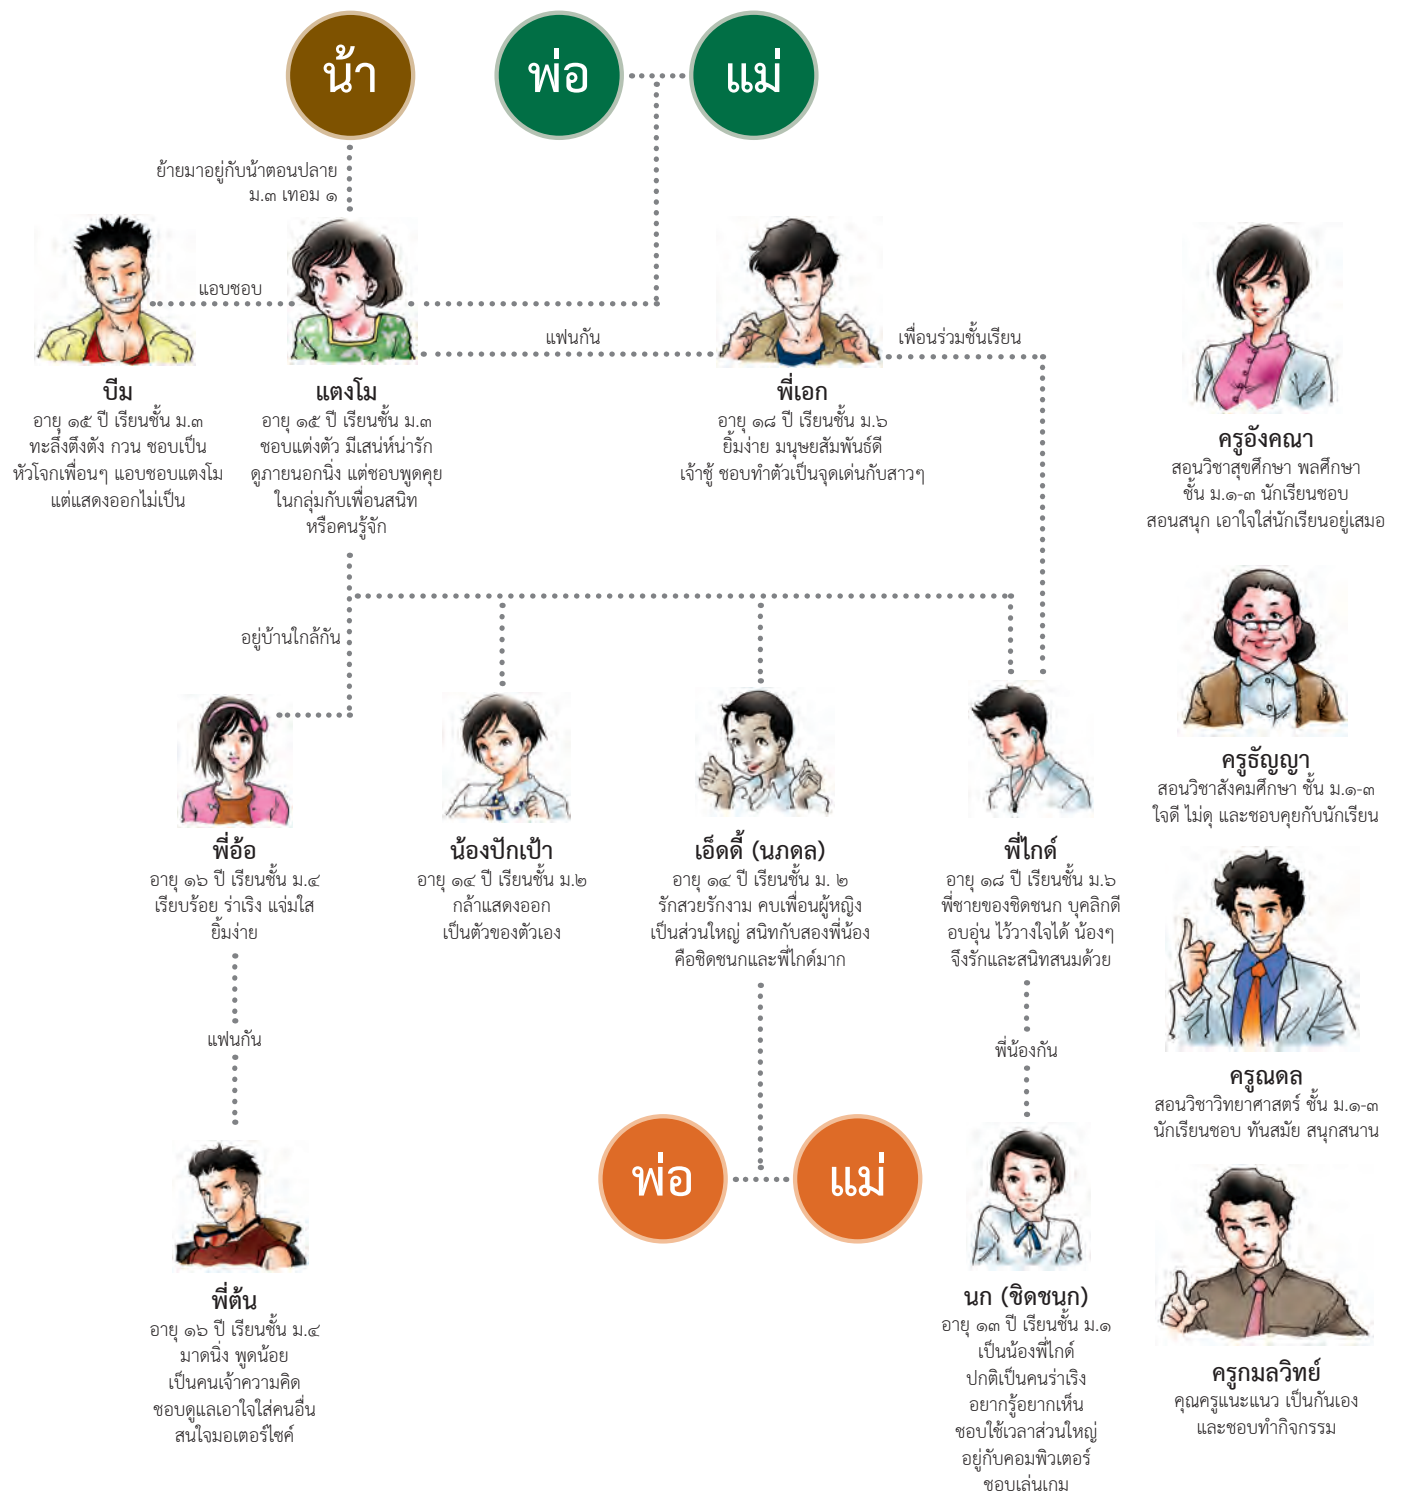 น้า
พ่อ
แม่
ย้ายมาอยู่กับน้าตอนปลาย
ม.๓ เทอม ๑
แอบชอบ
แฟนกัน
เพื่อนร่วมชั้นเรียน
บีม
อายุ ๑๕ ปี เรียนชั้น ม.๓
ทะลึ่งตึงตัง กวน ชอบเป็น
หัวโจกเพื่อนๆ แอบชอบแตงโม
แต่แสดงออกไม่เป็น
แตงโม
อายุ ๑๕ ปี เรียนชั้น ม.๓
ชอบแต่งตัว มีเสน่ห์น่ารัก
ดูภายนอกนิ่ง แต่ชอบพูดคุย
ในกลุ่มกับเพื่อนสนิท
หรือคนรู้จัก
พี่เอก
อายุ ๑๘ ปี เรียนชั้น ม.๖
ยิ้มง่าย มนุษยสัมพันธ์ดี
เจ้าชู้ ชอบทำตัวเป็นจุดเด่นกับสาวๆ
ครูอังคณา
สอนวิชาสุขศึกษา พลศึกษา
ชั้น ม.๑-๓ นักเรียนชอบ
สอนสนุก เอาใจใส่นักเรียนอยู่เสมอ
อยู่บ้านใกล้กัน
ครูธัญญา
สอนวิชาสังคมศึกษา ชั้น ม.๑-๓
ใจดี ไม่ดุ และชอบคุยกับนักเรียน
พี่อ้อ
อายุ ๑๖ ปี เรียนชั้น ม.๔
เรียบร้อย ร่าเริง แจ่มใส
ยิ้มง่าย
น้องปักเป้า
อายุ ๑๔ ปี เรียนชั้น ม.๒
กล้าแสดงออก
เป็นตัวของตัวเอง
เอ็ดดี้ (นภดล)
อายุ ๑๔ ปี เรียนชั้น ม. ๒
รักสวยรักงาม คบเพื่อนผู้หญิง
เป็นส่วนใหญ่ สนิทกับสองพี่น้อง
คือชิดชนกและพี่ไกด์มาก
พี่ไกด์
อายุ ๑๘ ปี เรียนชั้น ม.๖
พี่ชายของชิดชนก บุคลิกดี
อบอุ่น ไว้วางใจได้ น้องๆ
จึงรักและสนิทสนมด้วย
แฟนกัน
พี่น้องกัน
ครูณดล
สอนวิชาวิทยาศาสตร์ ชั้น ม.๑-๓
นักเรียนชอบ ทันสมัย สนุกสนาน
พ่อ
แม่
พี่ต้น
อายุ ๑๖ ปี เรียนชั้น ม.๔
มาดนิ่ง พูดน้อย
เป็นคนเจ้าความคิด
ชอบดูแลเอาใจใส่คนอื่น
สนใจมอเตอร์ไซค์
นก (ชิดชนก)
อายุ ๑๓ ปี เรียนชั้น ม.๑
เป็นน้องพี่ไกด์
ปกติเป็นคนร่าเริง
อยากรู้อยากเห็น
ชอบใช้เวลาส่วนใหญ่
อยู่กับคอมพิวเตอร์
ชอบเล่นเกม
ครูกมลวิทย์
คุณครูแนะแนว เป็นกันเอง
และชอบทำกิจกรรม